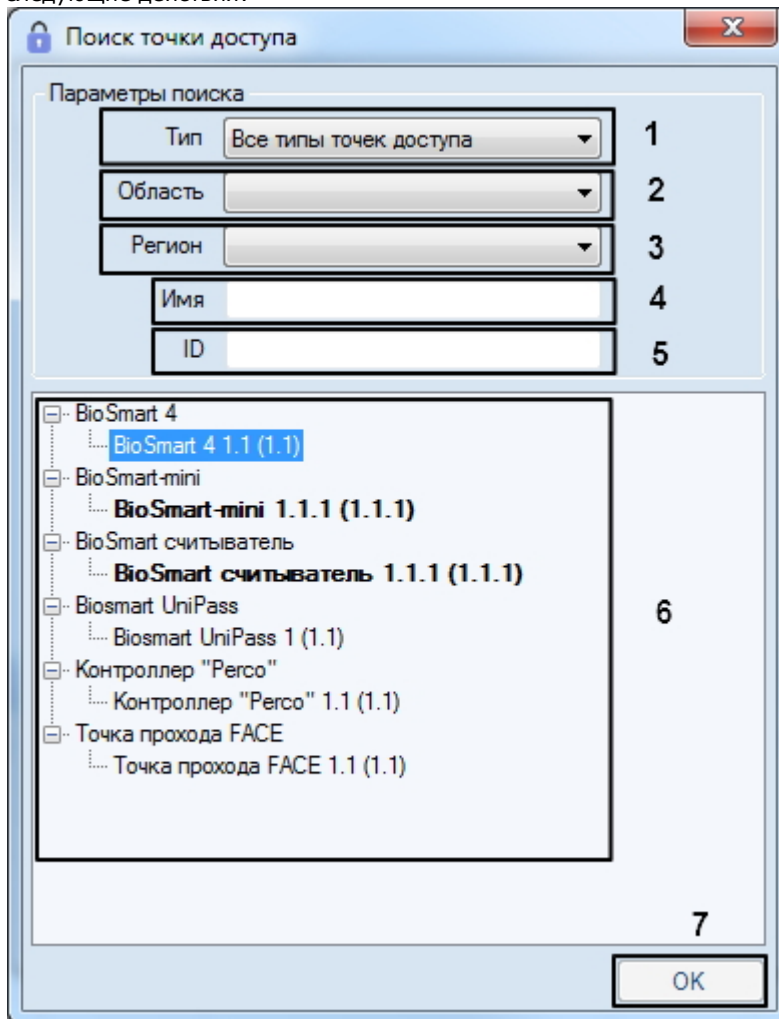 Поиск точки доступа
Параметры поиска
Тип Все типы точек доступа 1
Область 2
Регион 3
Имя 4
ID 5
BioSmart 4
BioSmart 4 1.1 (1.1)
BioSmart-mini
BioSmart-mini 1.1.1 (1.1.1)
BioSmart считыватель
BioSmart считыватель 1.1.1 (1.1.1)
Biosmart UniPass
6
Biosmart UniPass 1 (1.1)
Контроллер "Perco"
Контроллер "Perco" 1.1 (1.1)
Точка прохода FACE
Точка прохода FACE 1.1 (1.1)
7
OK